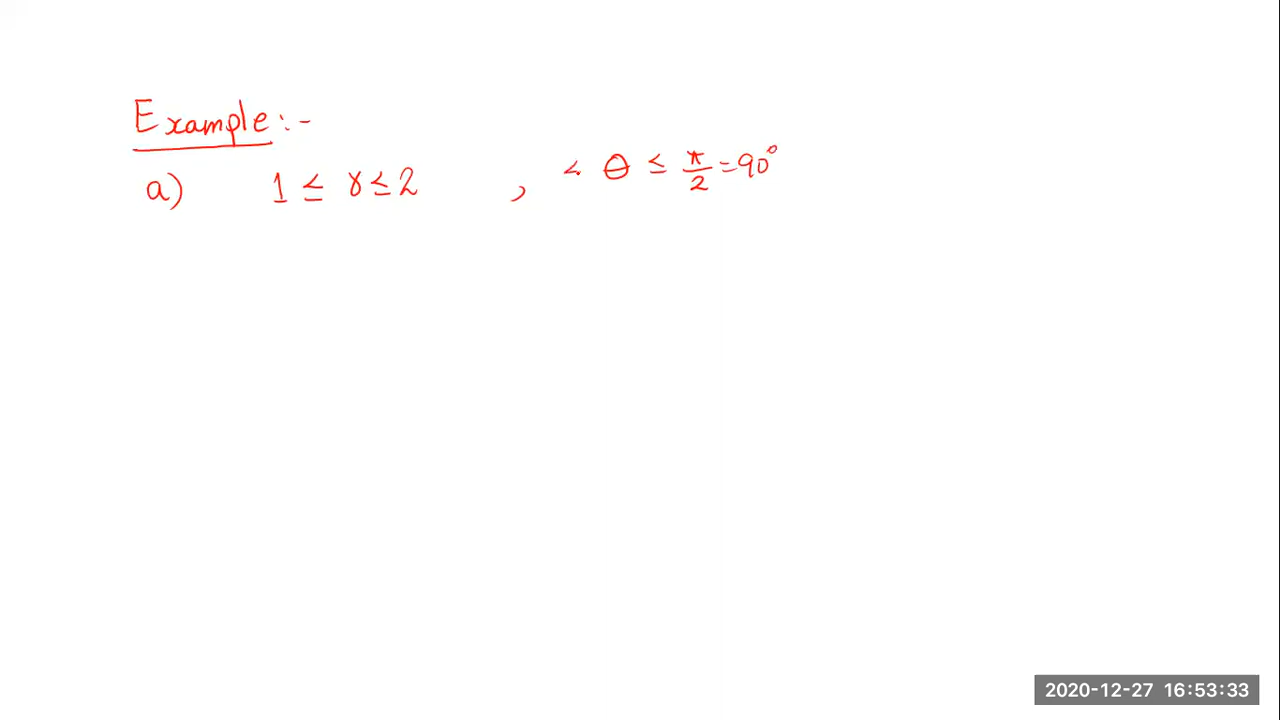 Example:-
a) 1 ≤ r ≤ 2 , < θ ≤ π/2 = 90°
2020-12-27 16:53:33